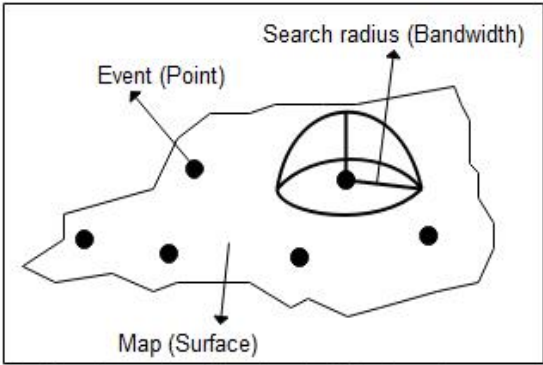 Search radius (Bandwidth)
Event (Point)
Map (Surface)